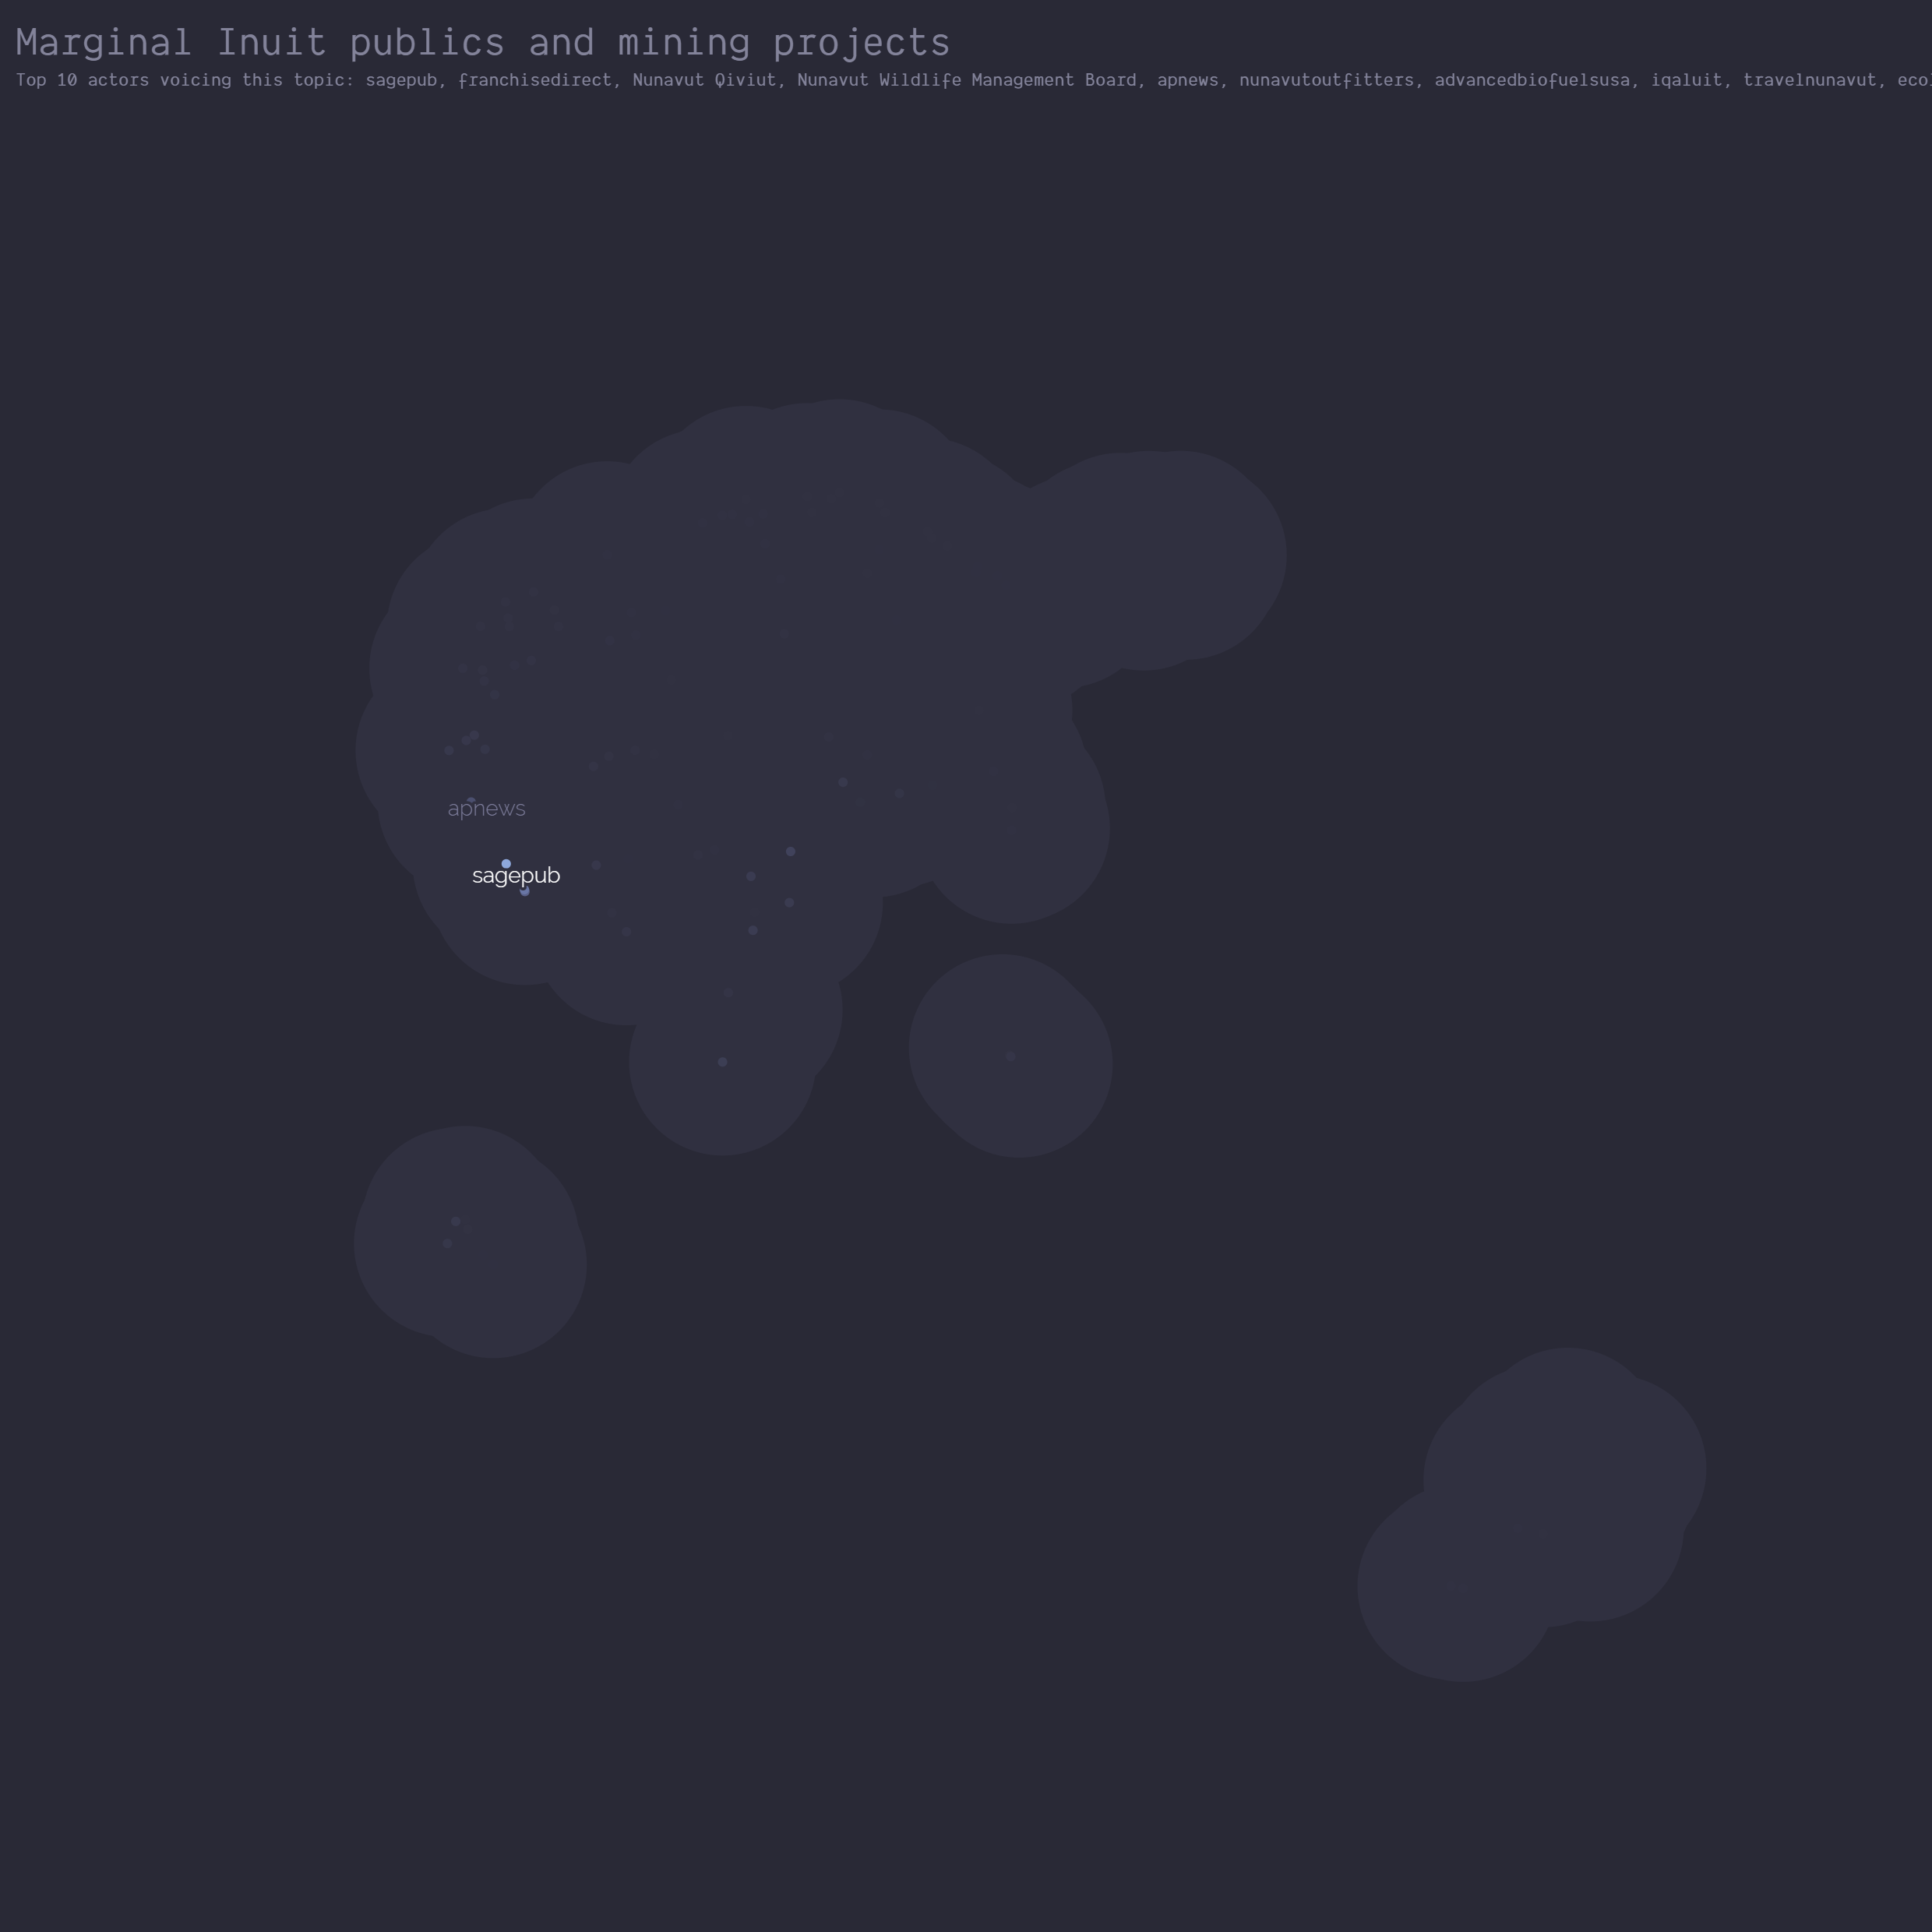 Marginal Inuit publics and mining projects
Top 10 actors voicing this topic: sagepub, franchisedirect, Nunavut Qiviut, Nunavut Wildlife Management Board, apnews, nunavutoutfitters, advancedbiofuelsusa, iqaluit, travelnunavut,
apnews
sagepub